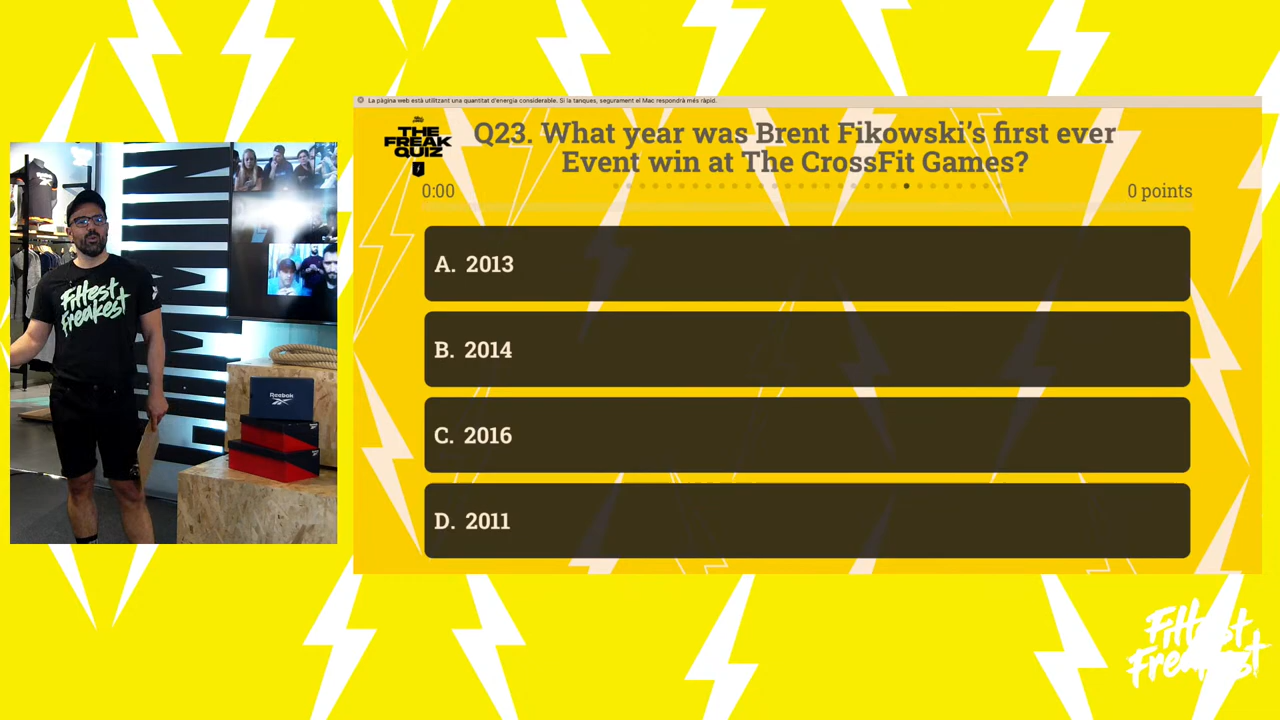 La pàgina web està utilitzant una quantitat d'energia considerable. Si la tanques, segurament el Mac respondrà més ràpid.
THE
FREAK
QUIZ
Q23. What year was Brent Fikowski's first ever
Event win at The CrossFit Games?
0:00
0 points
A. 2013
B. 2014
C. 2016
D. 2011
Fittest
Freakest
Reebok
Fittest
Freakest